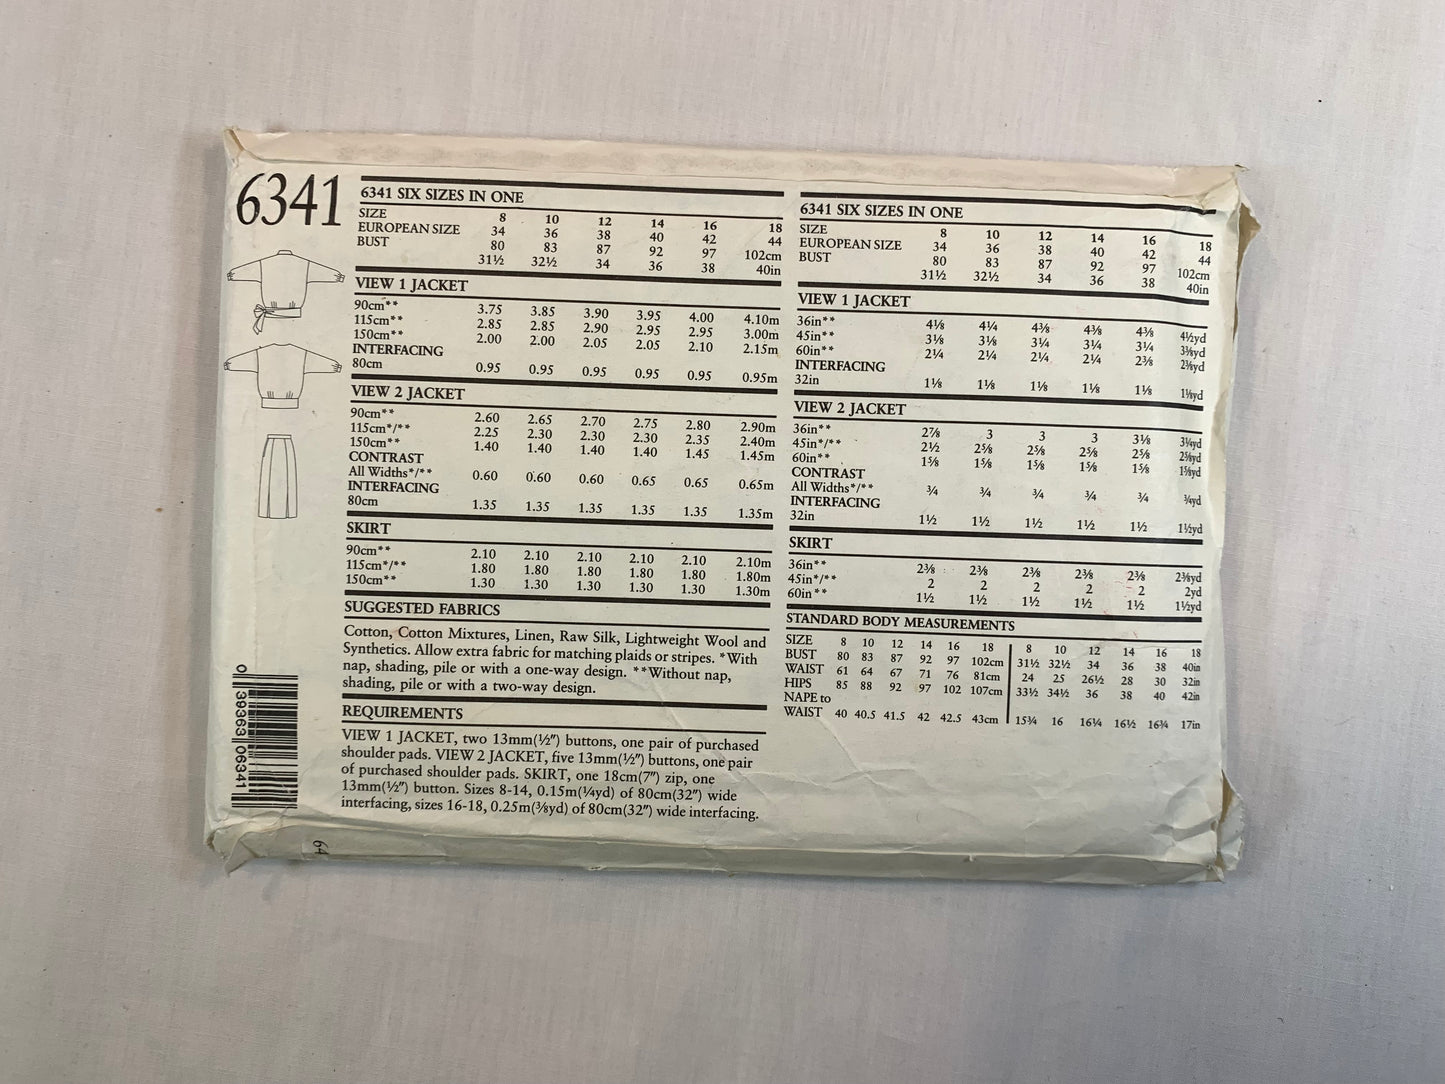 6341
6341 SIX SIZES IN ONE
SIZE 8 10 12 14 16 18
EUROPEAN SIZE 34 36 38 40 42 44
BUST 80 83 87 92 97 102cm
31½ 32½ 34 36 38 40in
VIEW 1 JACKET
90cm** 3.75 3.85 3.90 3.95 4.00 4.10m
115cm** 2.85 2.85 2.90 2.95 2.95 3.00m
150cm** 2.00 2.00 2.05 2.05 2.10 2.15m
INTERFACING
80cm 0.95 0.95 0.95 0.95 0.95 0.95m
VIEW 2 JACKET
90cm** 2.60 2.65 2.70 2.75 2.80 2.90m
115cm*/** 2.25 2.30 2.30 2.30 2.35 2.40m
150cm** 1.40 1.40 1.40 1.40 1.45 1.45m
CONTRAST
All Widths*/** 0.60 0.60 0.60 0.65 0.65 0.65m
INTERFACING
80cm 1.35 1.35 1.35 1.35 1.35 1.35m
SKIRT
90cm** 2.10 2.10 2.10 2.10 2.10 2.10m
115cm*/** 1.80 1.80 1.80 1.80 1.80 1.80m
150cm** 1.30 1.30 1.30 1.30 1.30 1.30m
SUGGESTED FABRICS
Cotton, Cotton Mixtures, Linen, Raw Silk, Lightweight Wool and
Synthetics. Allow extra fabric for matching plaids or stripes. *With
nap, shading, pile or with a one-way design. **Without nap,
shading, pile or with a two-way design.
REQUIREMENTS
VIEW 1 JACKET, two 13mm(½") buttons, one pair of purchased
shoulder pads. VIEW 2 JACKET, five 13mm(½") buttons, one pair
of purchased shoulder pads. SKIRT, one 18cm(7") zip, one
13mm(½") button. Sizes 8-14, 0.15m(¼yd) of 80cm(32") wide
interfacing, sizes 16-18, 0.25m(⅜yd) of 80cm(32") wide interfacing.
6341 SIX SIZES IN ONE
SIZE 8 10 12 14 16 18
EUROPEAN SIZE 34 36 38 40 42 44
BUST 80 83 87 92 97 102cm
31½ 32½ 34 36 38 40in
VIEW 1 JACKET
36in** 4⅛ 4¼ 4⅜ 4⅜ 4⅜ 4½yd
45in** 3⅛ 3⅛ 3¼ 3¼ 3¼ 3⅜yd
60in** 2¼ 2¼ 2¼ 2¼ 2⅜ 2⅜yd
INTERFACING
32in 1⅛ 1⅛ 1⅛ 1⅛ 1⅛ 1⅛yd
VIEW 2 JACKET
36in** 2⅞ 3 3 3 3⅛ 3¼yd
45in*/** 2½ 2⅝ 2⅝ 2⅝ 2⅝ 2⅝yd
60in** 1⅝ 1⅝ 1⅝ 1⅝ 1⅝ 1⅝yd
CONTRAST
All Widths*/** ¾ ¾ ¾ ¾ ¾ ¾yd
INTERFACING
32in 1½ 1½ 1½ 1½ 1½ 1½yd
SKIRT
36in** 2⅜ 2⅜ 2⅜ 2⅜ 2⅜ 2⅜yd
45in*/** 2 2 2 2 2 2yd
60in** 1½ 1½ 1½ 1½ 1½ 1½yd
STANDARD BODY MEASUREMENTS
SIZE 8 10 12 14 16 18 8 10 12 14 16 18
BUST 80 83 87 92 97 102cm 31½ 32½ 34 36 38 40in
WAIST 61 64 67 71 76 81cm 24 25 26½ 28 30 32in
HIPS 85 88 92 97 102 107cm 33½ 34½ 36 38 40 42in
NAPE to
WAIST 40 40.5 41.5 42 42.5 43cm 15¾ 16 16¼ 16½ 16¾ 17in
0 39363 06341
64